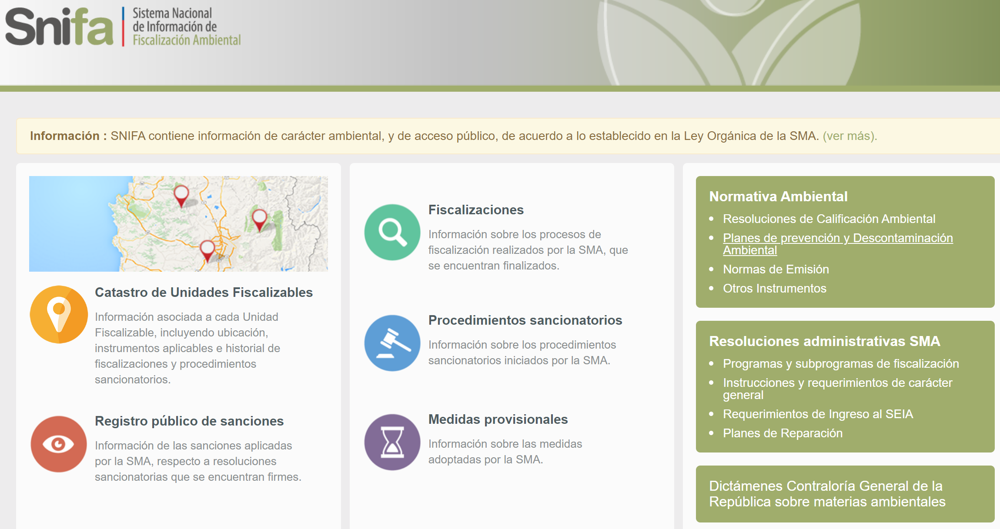 Snifa
Sistema Nacional
de Información de
Fiscalización Ambiental
Información : SNIFA contiene información de carácter ambiental, y de acceso público, de acuerdo a lo establecido en la Ley Orgánica de la SMA. (ver más).
Catastro de Unidades Fiscalizables
Información asociada a cada Unidad
Fiscalizable, incluyendo ubicación,
instrumentos aplicables e historial de
fiscalizaciones y procedimientos
sancionatorios.
Registro público de sanciones
Información de las sanciones aplicadas
por la SMA, respecto a resoluciones
sancionatorias que se encuentran firmes.
Fiscalizaciones
Información sobre los procesos de
fiscalización realizados por la SMA, que
se encuentran finalizados.
Procedimientos sancionatorios
Información sobre los procedimientos
sancionatorios iniciados por la SMA.
Medidas provisionales
Información sobre las medidas
adoptadas por la SMA.
Normativa Ambiental
Resoluciones de Calificación Ambiental
Planes de prevención y Descontaminación
Ambiental
Normas de Emisión
Otros Instrumentos
Resoluciones administrativas SMA
Programas y subprogramas de fiscalización
Instrucciones y requerimientos de carácter
general
Requerimientos de Ingreso al SEIA
Planes de Reparación
Dictámenes Contraloría General de la
República sobre materias ambientales